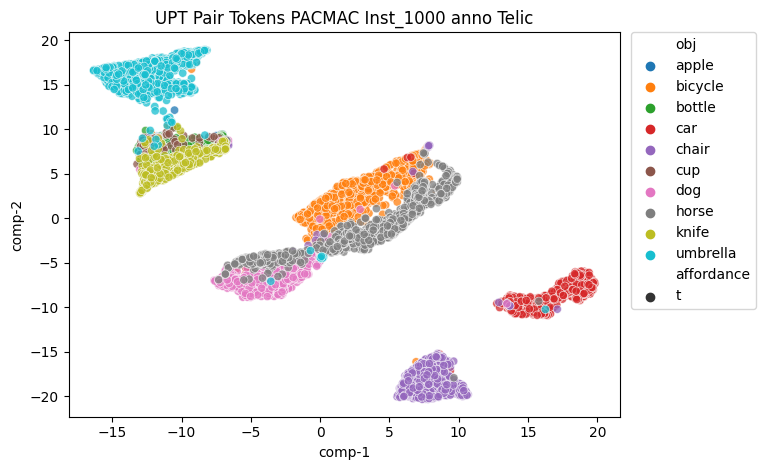 UPT Pair Tokens PACMAC Inst_1000 anno Telic
20
15
10
5
0
−5
−10
−15
−20
comp-2
−15
−10
−5
0
5
10
15
20
comp-1
obj
apple
bicycle
bottle
car
chair
cup
dog
horse
knife
umbrella
affordance
t